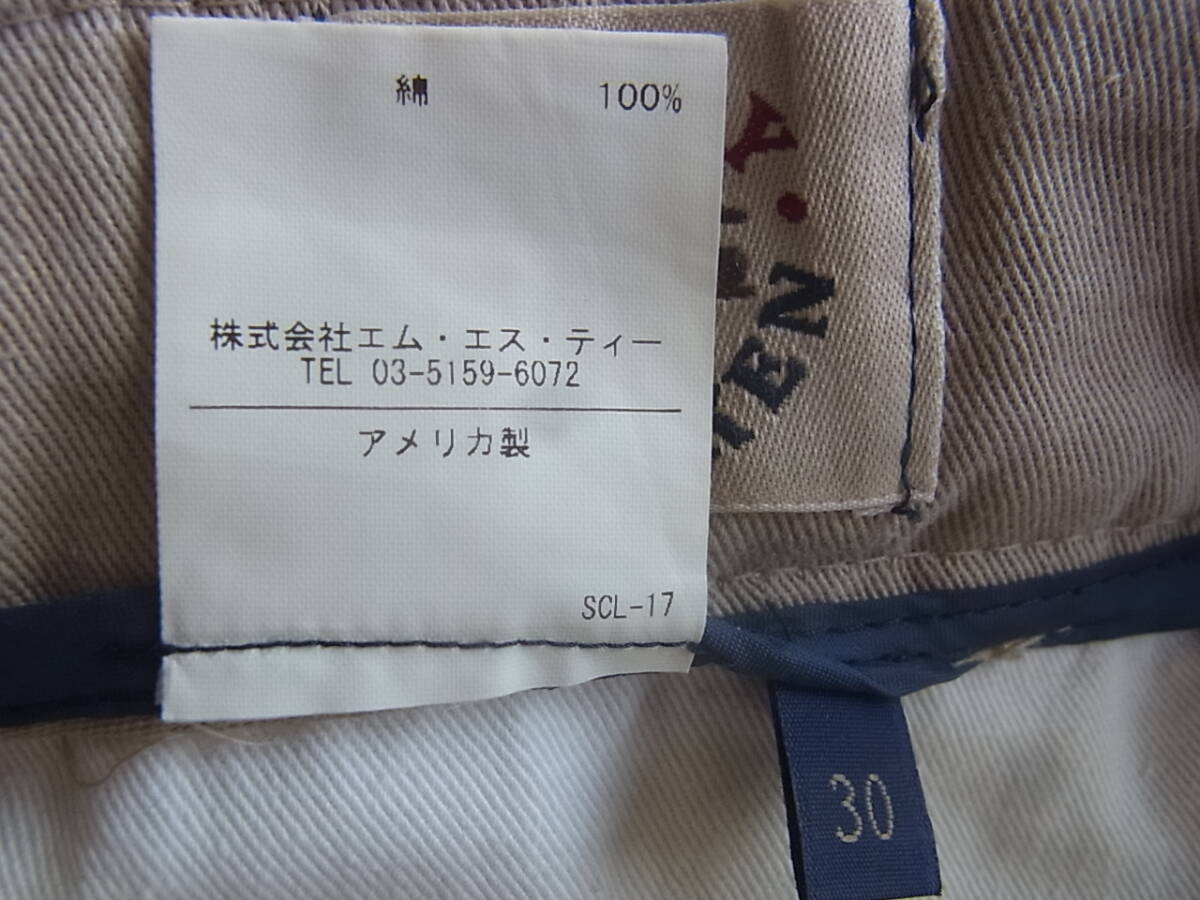 綿 100%
株式会社エム・エス・ティー
TEL 03-5159-6072
アメリカ製
SCL-17
30